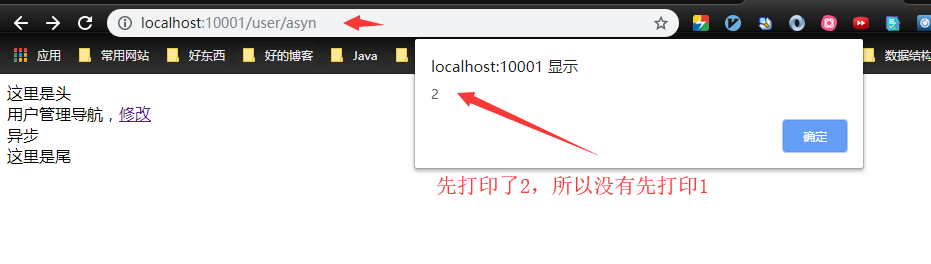 localhost:10001/user/asyn
应用 常用网站 好东西 好的博客 Java 数据结构
localhost:10001 显示
2
确定
这里是头
用户管理导航，修改
异步
这里是尾
先打印了2，所以没有先打印1